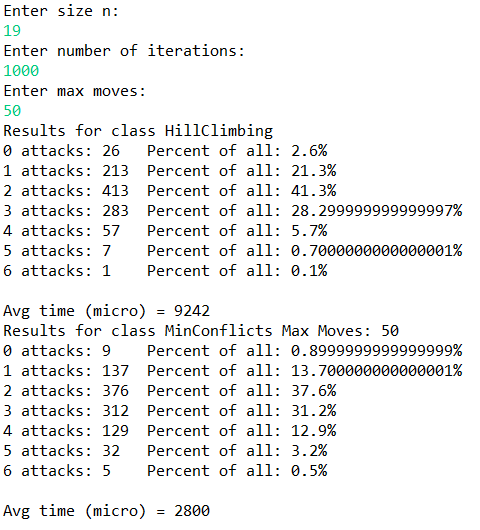 Enter size n:
19
Enter number of iterations:
1000
Enter max moves:
50
Results for class HillClimbing
0 attacks: 26   Percent of all: 2.6%
1 attacks: 213  Percent of all: 21.3%
2 attacks: 413  Percent of all: 41.3%
3 attacks: 283  Percent of all: 28.299999999999997%
4 attacks: 57   Percent of all: 5.7%
5 attacks: 7    Percent of all: 0.7000000000000001%
6 attacks: 1    Percent of all: 0.1%
Avg time (micro) = 9242
Results for class MinConflicts Max Moves: 50
0 attacks: 9    Percent of all: 0.8999999999999999%
1 attacks: 137  Percent of all: 13.700000000000001%
2 attacks: 376  Percent of all: 37.6%
3 attacks: 312  Percent of all: 31.2%
4 attacks: 129  Percent of all: 12.9%
5 attacks: 32   Percent of all: 3.2%
6 attacks: 5    Percent of all: 0.5%
Avg time (micro) = 2800